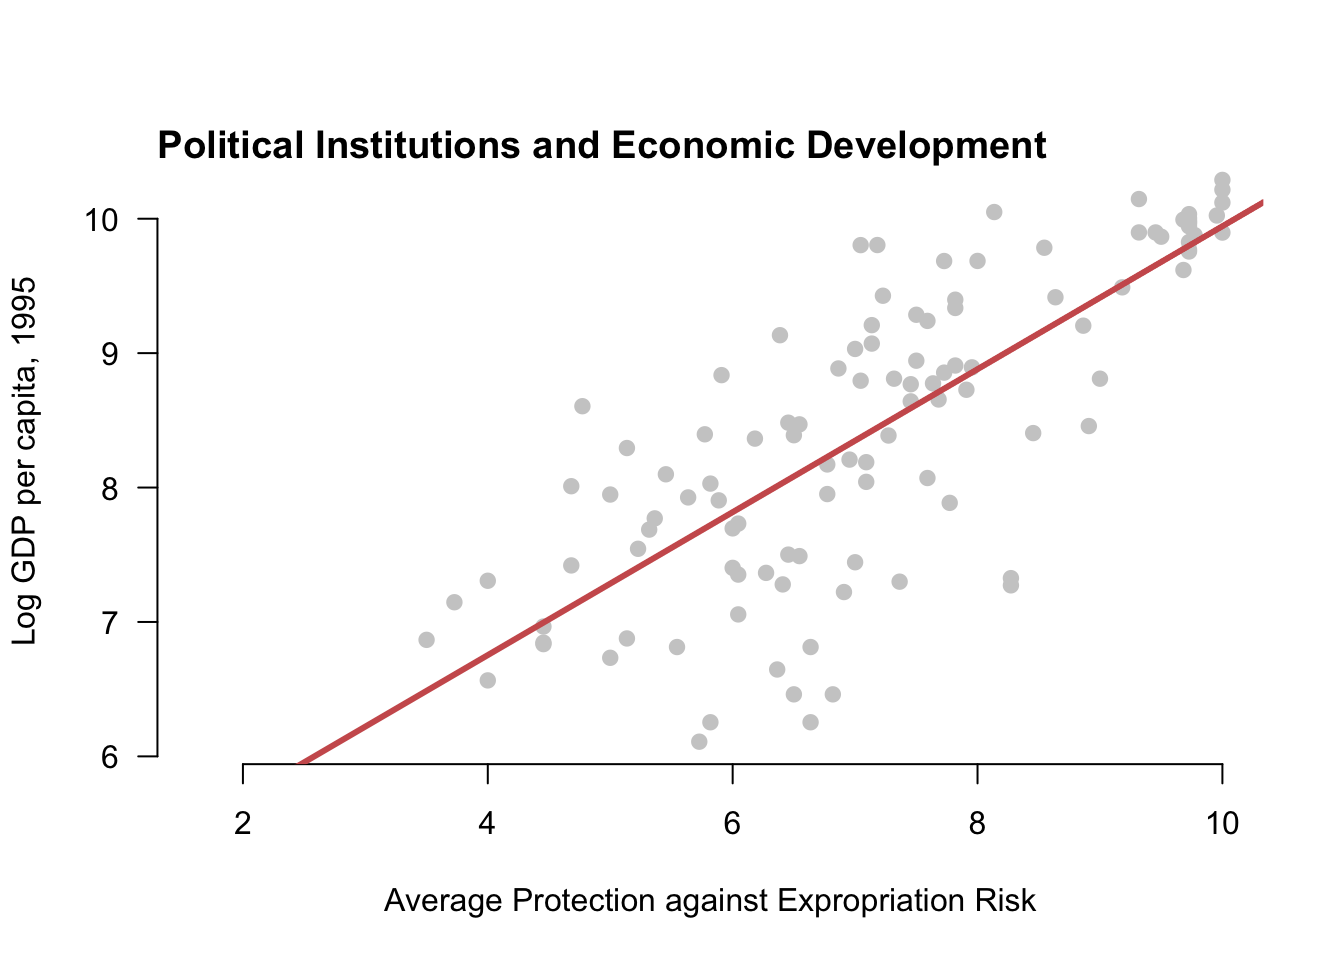 Political Institutions and Economic Development
Log GDP per capita, 1995
10
9
8
7
6
2 4 6 8 10
Average Protection against Expropriation Risk